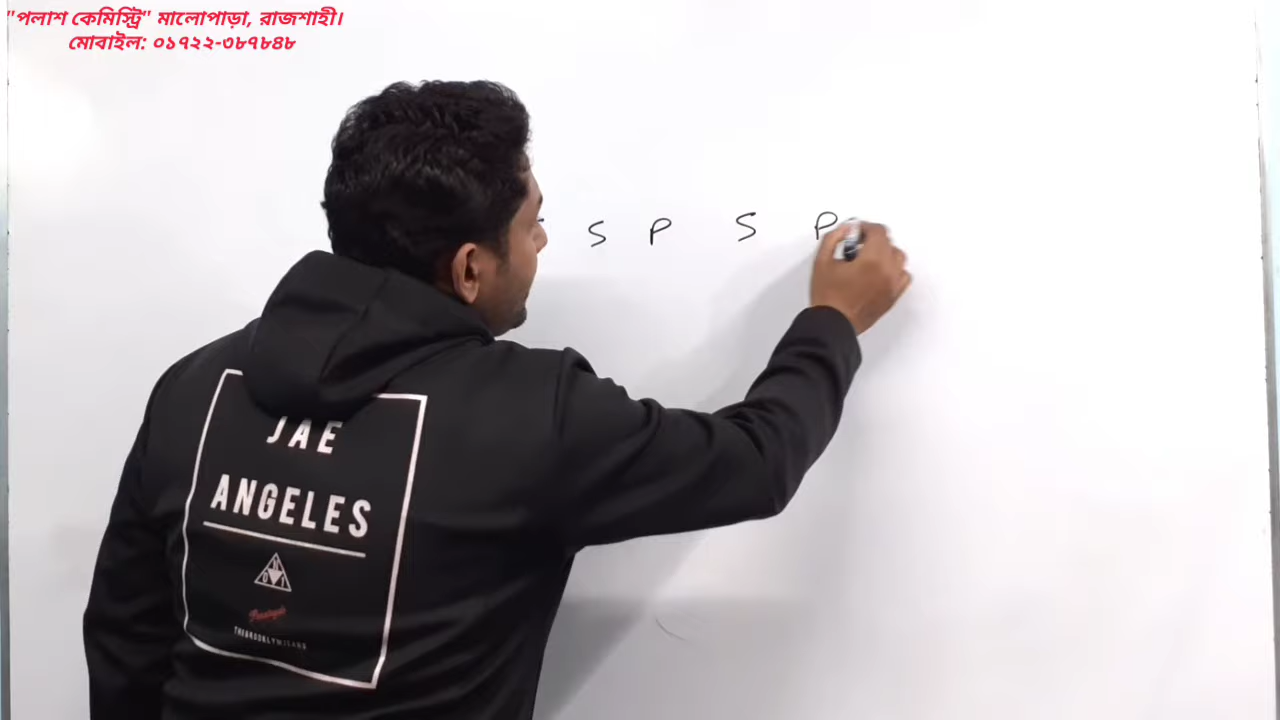 "পলাশ কেমিস্ট্রি" মালোপাড়া, রাজশাহী।
মোবাইল: ০১৭২২-৩৮৭৮৪৮
S P S P
JAE
ANGELES